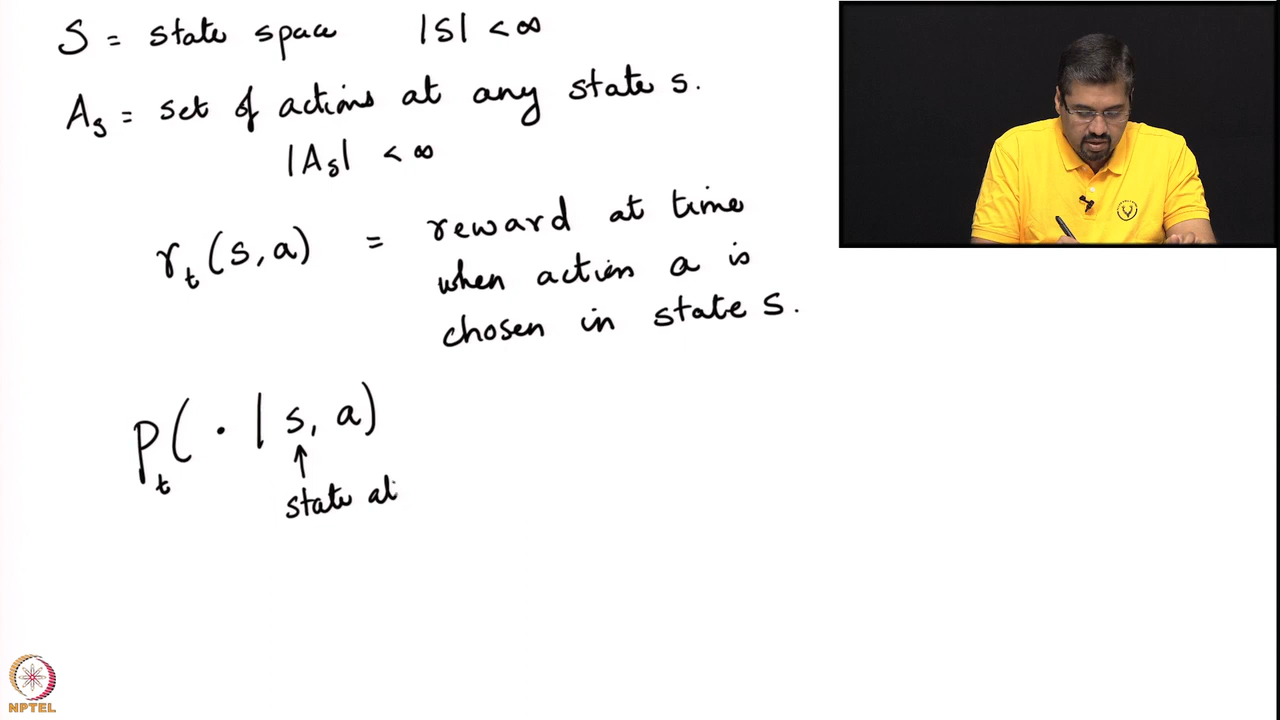 S = state space |S| < ∞
A_s = set of actions at any state s.
|A_s| < ∞
r_t(s, a) = reward at time
when action a is
chosen in state s.
P_t( · | s, a)
↑
state at
NPTEL